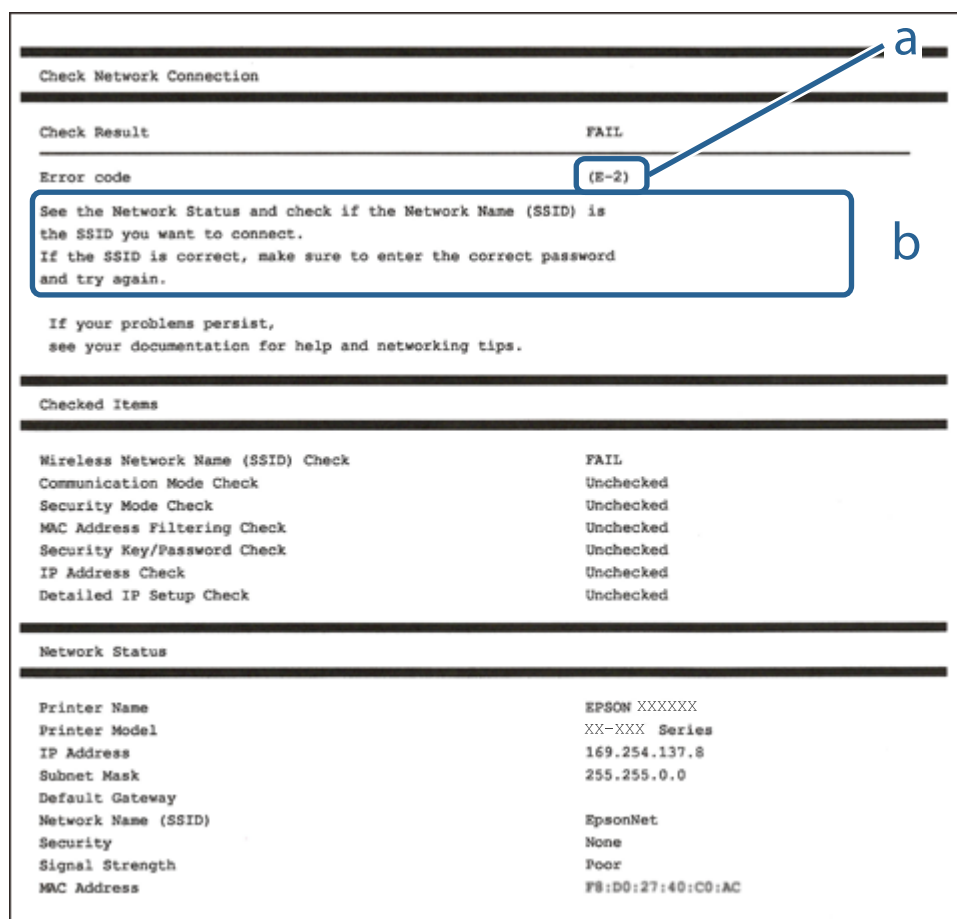 a
Check Network Connection
Check Result FAIL
Error code (E-2)
See the Network Status and check if the Network Name (SSID) is
the SSID you want to connect.
If the SSID is correct, make sure to enter the correct password
and try again.
b
If your problems persist,
see your documentation for help and networking tips.
Checked Items
Wireless Network Name (SSID) Check FAIL
Communication Mode Check Unchecked
Security Mode Check Unchecked
MAC Address Filtering Check Unchecked
Security Key/Password Check Unchecked
IP Address Check Unchecked
Detailed IP Setup Check Unchecked
Network Status
Printer Name EPSON XXXXXX
Printer Model XX-XXX Series
IP Address 169.254.137.8
Subnet Mask 255.255.0.0
Default Gateway
Network Name (SSID) EpsonNet
Security None
Signal Strength Poor
MAC Address F8:D0:27:40:C0:AC